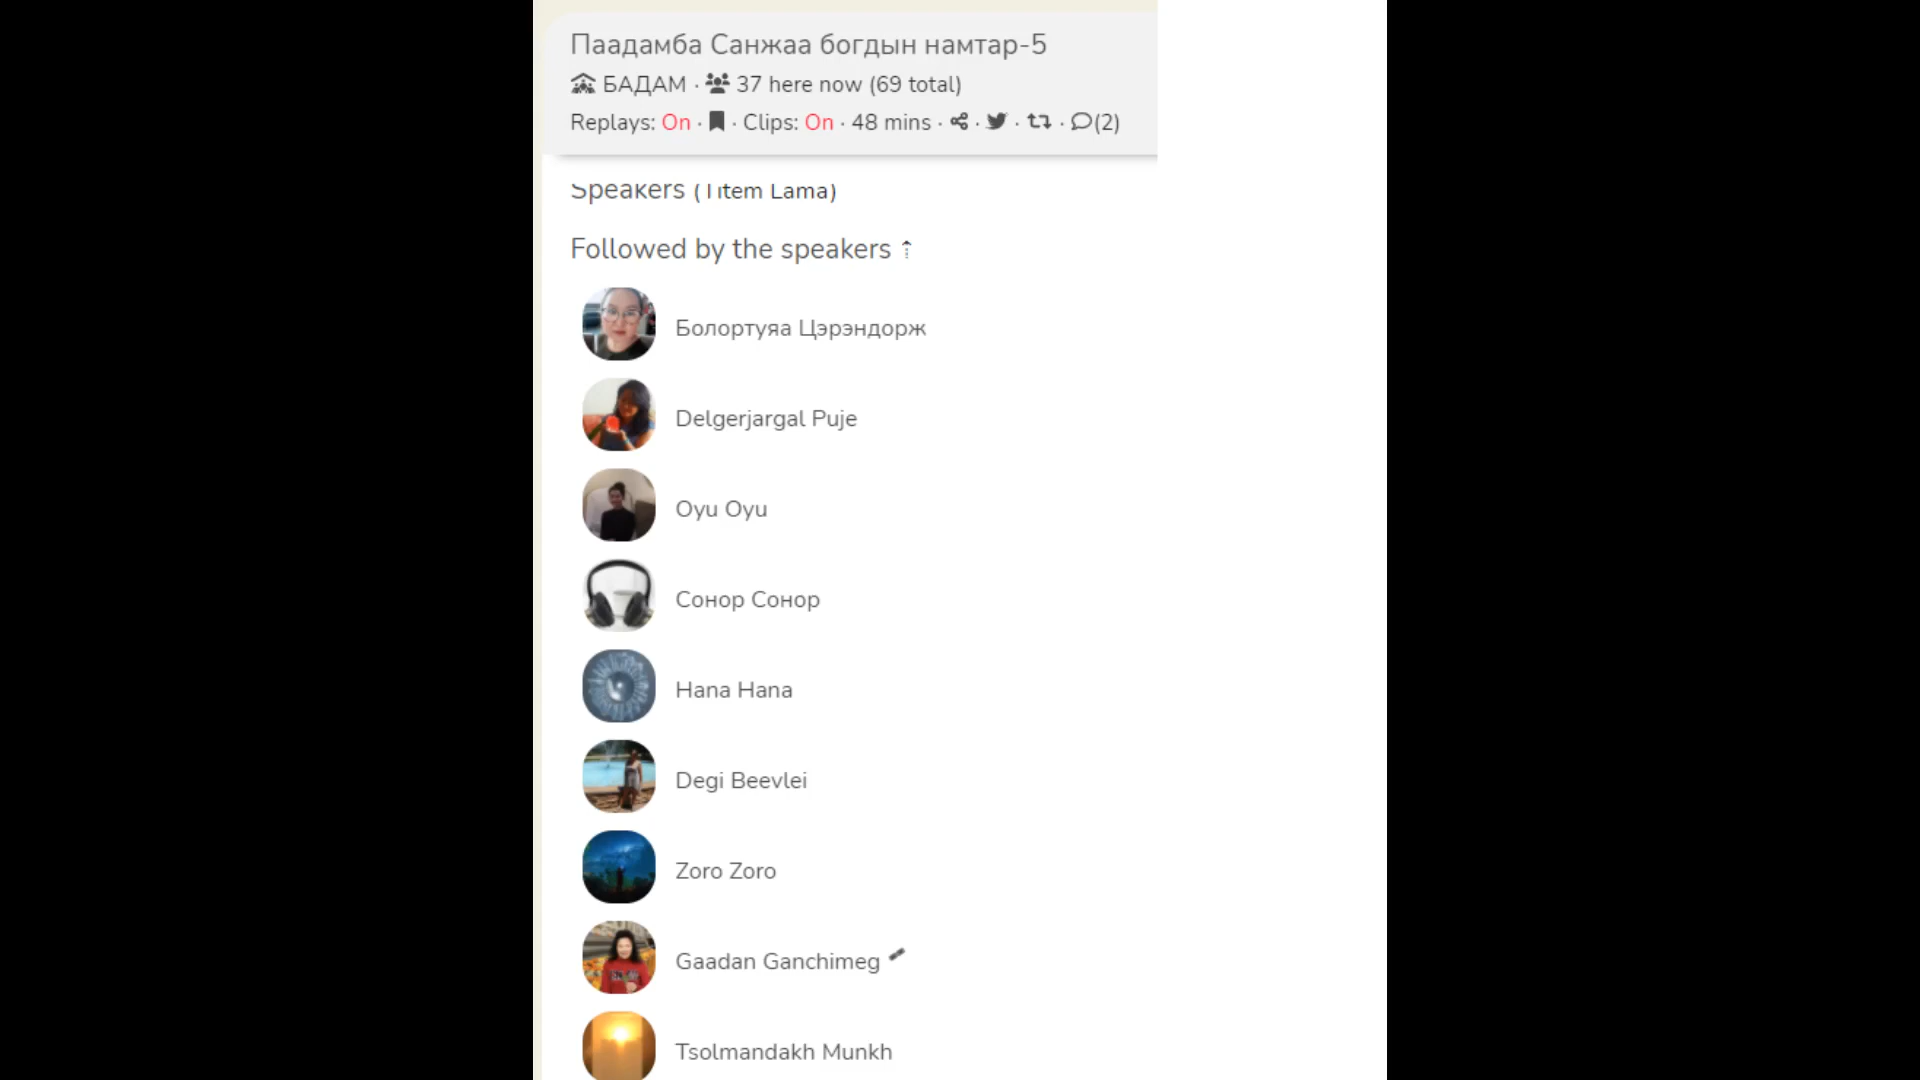 Паадамба Санжаа богдын намтар-5
БАДАМ · 37 here now (69 total)
Replays: On · · Clips: On · 48 mins · · · · (2)
Speakers (Titem Lama)
Followed by the speakers ⇡
Болортуяа Цэрэндорж
Delgerjargal Puje
Oyu Oyu
Сонор Сонор
Hana Hana
Degi Beevlei
Zoro Zoro
Gaadan Ganchimeg
Tsolmandakh Munkh